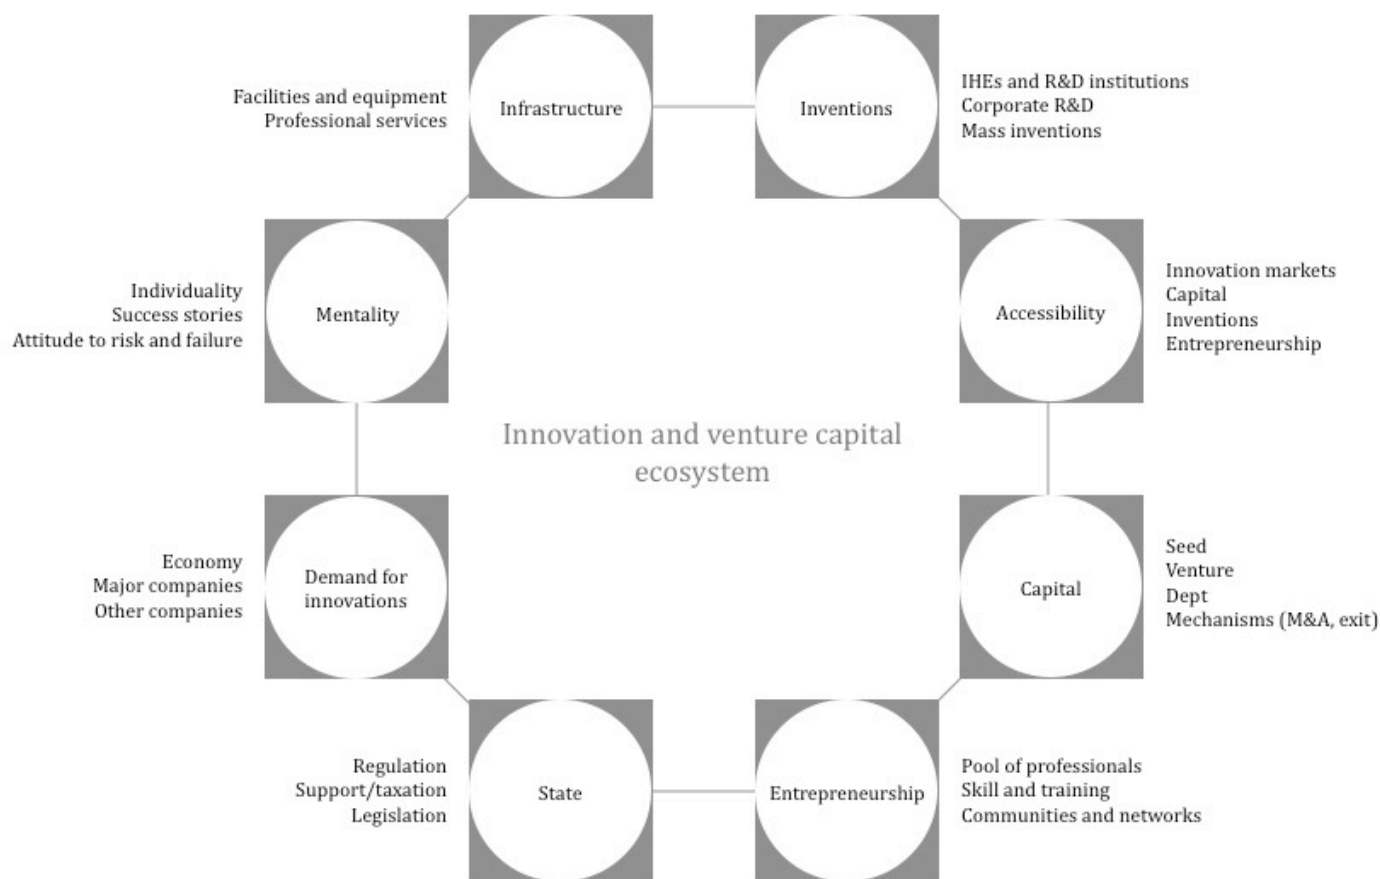 Infrastructure
Facilities and equipment
Professional services
Inventions
IHEs and R&D institutions
Corporate R&D
Mass inventions
Mentality
Individuality
Success stories
Attitude to risk and failure
Accessibility
Innovation markets
Capital
Inventions
Entrepreneurship
Innovation and venture capital
ecosystem
Demand for
innovations
Economy
Major companies
Other companies
Capital
Seed
Venture
Dept
Mechanisms (M&A, exit)
State
Regulation
Support/taxation
Legislation
Entrepreneurship
Pool of professionals
Skill and training
Communities and networks